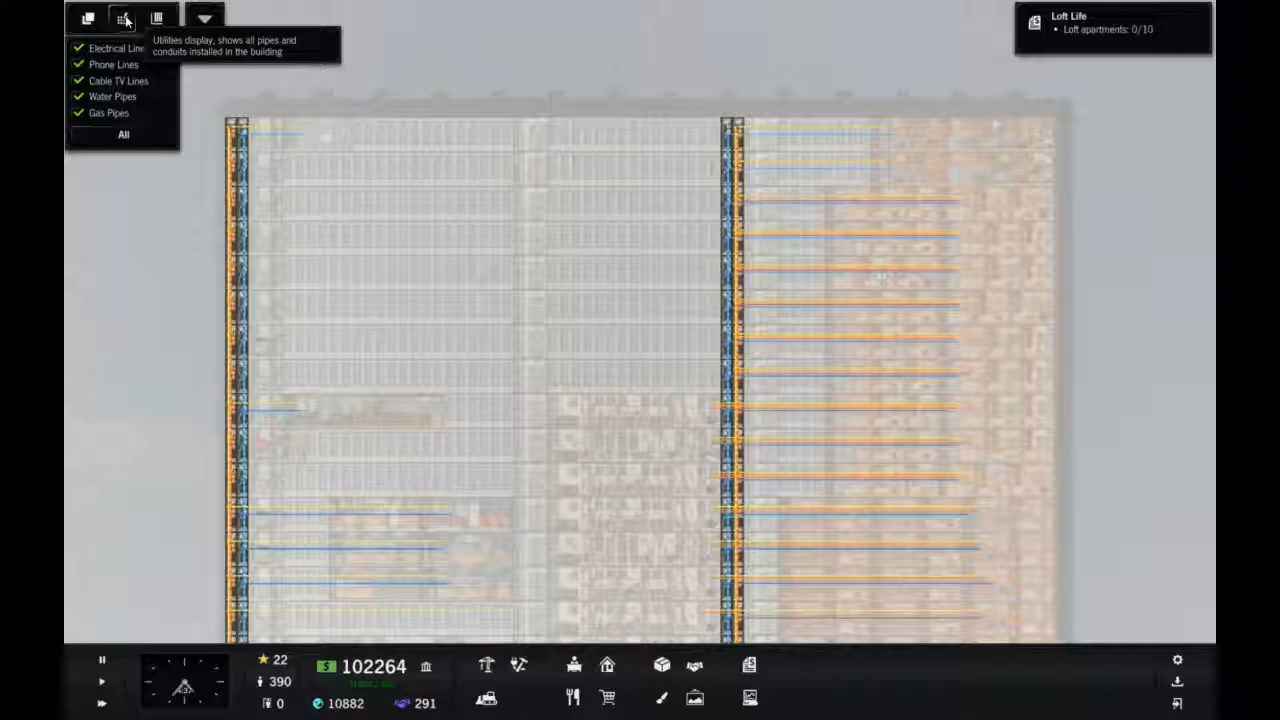 Utilities display, shows all pipes and
conduits installed in the building
Electrical Line
Phone Lines
Cable TV Lines
Water Pipes
Gas Pipes
All
Loft Life
• Loft apartments: 0/10
22
390
0
$ 102264
10882
291